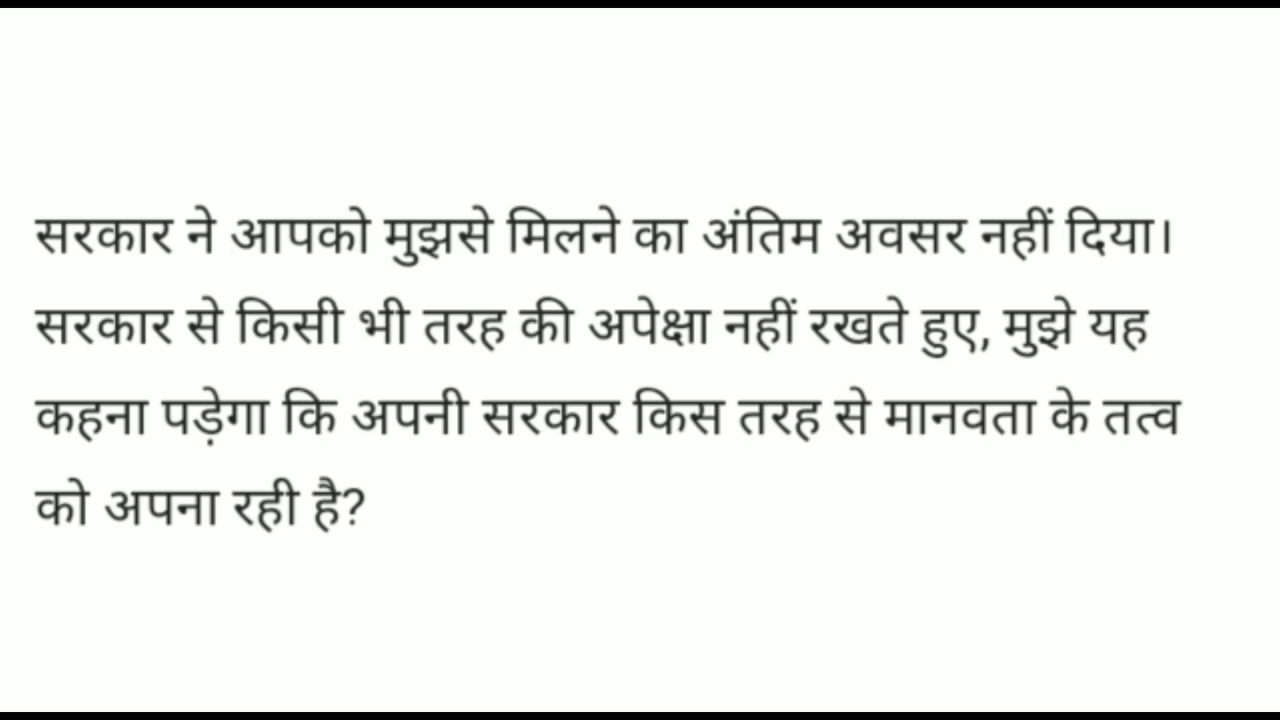 सरकार ने आपको मुझसे मिलने का अंतिम अवसर नहीं दिया।
सरकार से किसी भी तरह की अपेक्षा नहीं रखते हुए, मुझे यह
कहना पड़ेगा कि अपनी सरकार किस तरह से मानवता के तत्व
को अपना रही है?